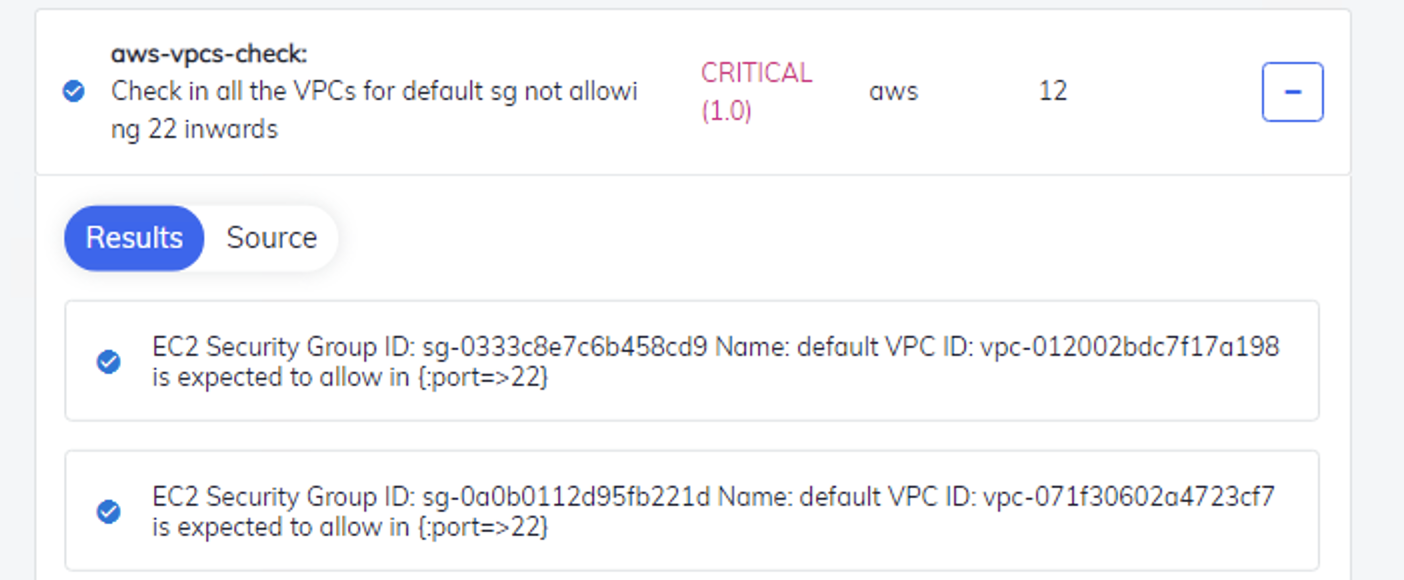 aws-vpcs-check:
Check in all the VPCs for default sg not allowi
ng 22 inwards
CRITICAL
(1.0)
aws
12
Results
Source
EC2 Security Group ID: sg-0333c8e7c6b458cd9 Name: default VPC ID: vpc-012002bdc7f17a198
is expected to allow in {:port=>22}
EC2 Security Group ID: sg-0a0b0112d95fb221d Name: default VPC ID: vpc-071f30602a4723cf7
is expected to allow in {:port=>22}